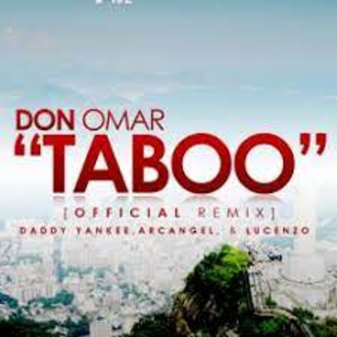 DON OMAR
"TABOO"
[OFFICIAL REMIX]
DADDY YANKEE, ARCANGEL, & LUCENZO